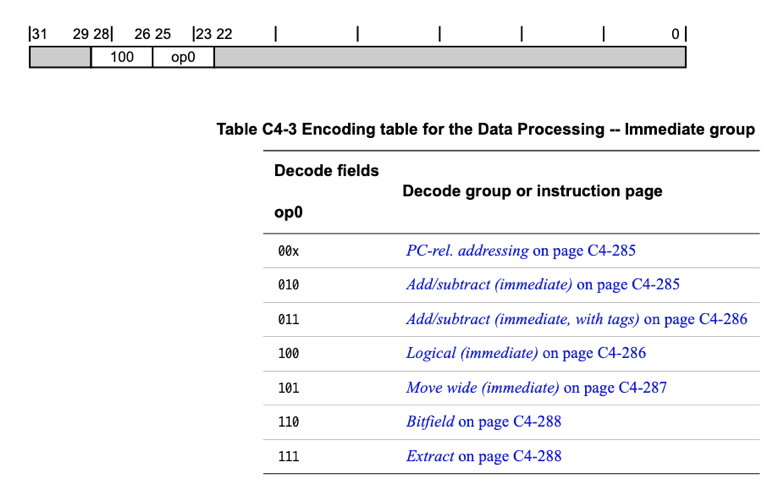 |31 29 28| 26 25 |23 22 | | | | | 0|
100 op0
Table C4-3 Encoding table for the Data Processing -- Immediate group
Decode fields
Decode group or instruction page
op0
00x PC-rel. addressing on page C4-285
010 Add/subtract (immediate) on page C4-285
011 Add/subtract (immediate, with tags) on page C4-286
100 Logical (immediate) on page C4-286
101 Move wide (immediate) on page C4-287
110 Bitfield on page C4-288
111 Extract on page C4-288